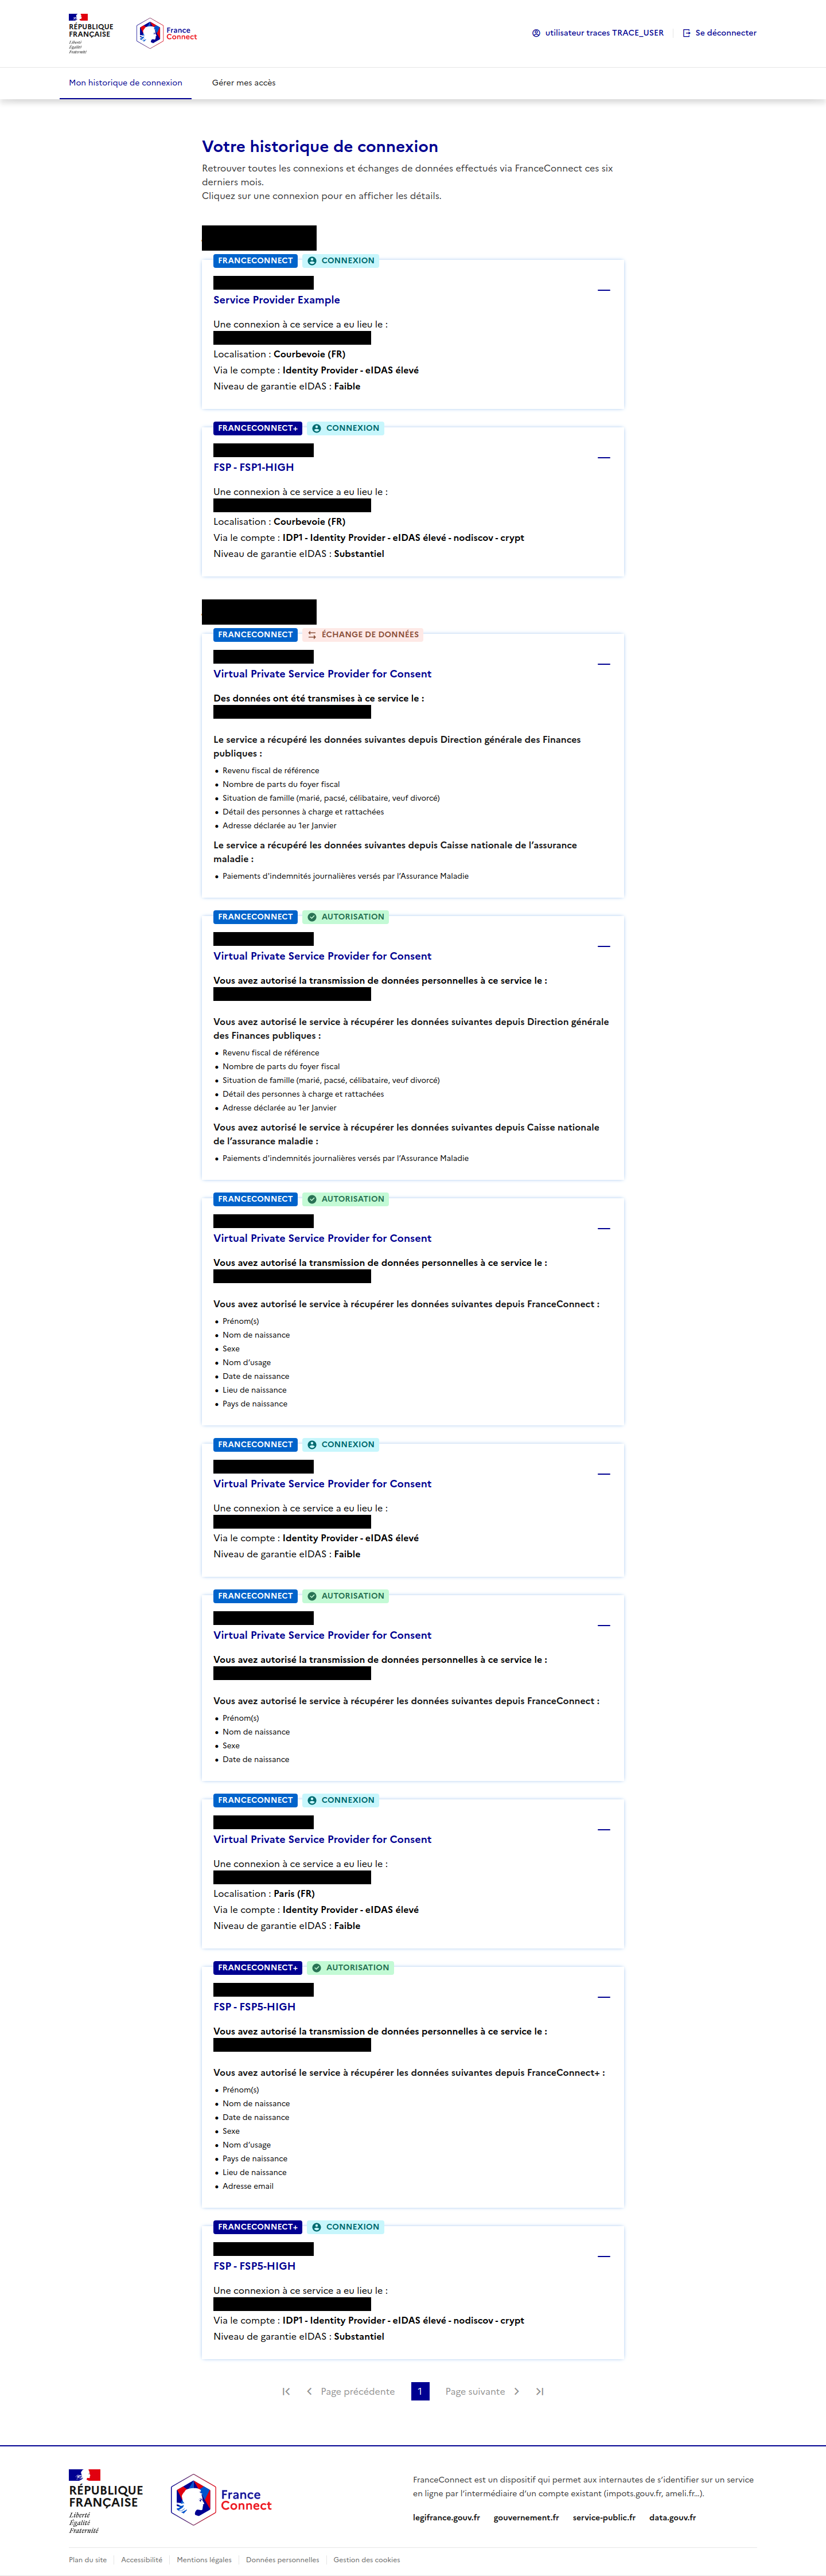 RÉPUBLIQUE
FRANÇAISE
Liberté
Égalité
Fraternité
France
Connect
utilisateur traces TRACE_USER
Se déconnecter
Mon historique de connexion
Gérer mes accès
Votre historique de connexion
Retrouver toutes les connexions et échanges de données effectués via FranceConnect ces six
derniers mois.
Cliquez sur une connexion pour en afficher les détails.
FRANCECONNECT
CONNEXION
Service Provider Example
Une connexion à ce service a eu lieu le :
Localisation : Courbevoie (FR)
Via le compte : Identity Provider - eIDAS élevé
Niveau de garantie eIDAS : Faible
FRANCECONNECT+
CONNEXION
FSP - FSP1-HIGH
Une connexion à ce service a eu lieu le :
Localisation : Courbevoie (FR)
Via le compte : IDP1 - Identity Provider - eIDAS élevé - nodiscov - crypt
Niveau de garantie eIDAS : Substantiel
FRANCECONNECT
ÉCHANGE DE DONNÉES
Virtual Private Service Provider for Consent
Des données ont été transmises à ce service le :
Le service a récupéré les données suivantes depuis Direction générale des Finances
publiques :
Revenu fiscal de référence
Nombre de parts du foyer fiscal
Situation de famille (marié, pacsé, célibataire, veuf divorcé)
Détail des personnes à charge et rattachées
Adresse déclarée au 1er Janvier
Le service a récupéré les données suivantes depuis Caisse nationale de l’assurance
maladie :
Paiements d’indemnités journalières versés par l’Assurance Maladie
FRANCECONNECT
AUTORISATION
Virtual Private Service Provider for Consent
Vous avez autorisé la transmission de données personnelles à ce service le :
Vous avez autorisé le service à récupérer les données suivantes depuis Direction générale
des Finances publiques :
Revenu fiscal de référence
Nombre de parts du foyer fiscal
Situation de famille (marié, pacsé, célibataire, veuf divorcé)
Détail des personnes à charge et rattachées
Adresse déclarée au 1er Janvier
Vous avez autorisé le service à récupérer les données suivantes depuis Caisse nationale
de l’assurance maladie :
Paiements d’indemnités journalières versés par l’Assurance Maladie
FRANCECONNECT
AUTORISATION
Virtual Private Service Provider for Consent
Vous avez autorisé la transmission de données personnelles à ce service le :
Vous avez autorisé le service à récupérer les données suivantes depuis FranceConnect :
Prénom(s)
Nom de naissance
Sexe
Nom d’usage
Date de naissance
Lieu de naissance
Pays de naissance
FRANCECONNECT
CONNEXION
Virtual Private Service Provider for Consent
Une connexion à ce service a eu lieu le :
Via le compte : Identity Provider - eIDAS élevé
Niveau de garantie eIDAS : Faible
FRANCECONNECT
AUTORISATION
Virtual Private Service Provider for Consent
Vous avez autorisé la transmission de données personnelles à ce service le :
Vous avez autorisé le service à récupérer les données suivantes depuis FranceConnect :
Prénom(s)
Nom de naissance
Sexe
Date de naissance
FRANCECONNECT
CONNEXION
Virtual Private Service Provider for Consent
Une connexion à ce service a eu lieu le :
Localisation : Paris (FR)
Via le compte : Identity Provider - eIDAS élevé
Niveau de garantie eIDAS : Faible
FRANCECONNECT+
AUTORISATION
FSP - FSP5-HIGH
Vous avez autorisé la transmission de données personnelles à ce service le :
Vous avez autorisé le service à récupérer les données suivantes depuis FranceConnect+ :
Prénom(s)
Nom de naissance
Date de naissance
Sexe
Nom d’usage
Pays de naissance
Lieu de naissance
Adresse email
FRANCECONNECT+
CONNEXION
FSP - FSP5-HIGH
Une connexion à ce service a eu lieu le :
Via le compte : IDP1 - Identity Provider - eIDAS élevé - nodiscov - crypt
Niveau de garantie eIDAS : Substantiel
Page précédente
1
Page suivante
RÉPUBLIQUE
FRANÇAISE
Liberté
Égalité
Fraternité
France
Connect
FranceConnect est un dispositif qui permet aux internautes de s’identifier sur un service
en ligne par l’intermédiaire d’un compte existant (impots.gouv.fr, ameli.fr...).
legifrance.gouv.fr
gouvernement.fr
service-public.fr
data.gouv.fr
Plan du site
Accessibilité
Mentions légales
Données personnelles
Gestion des cookies